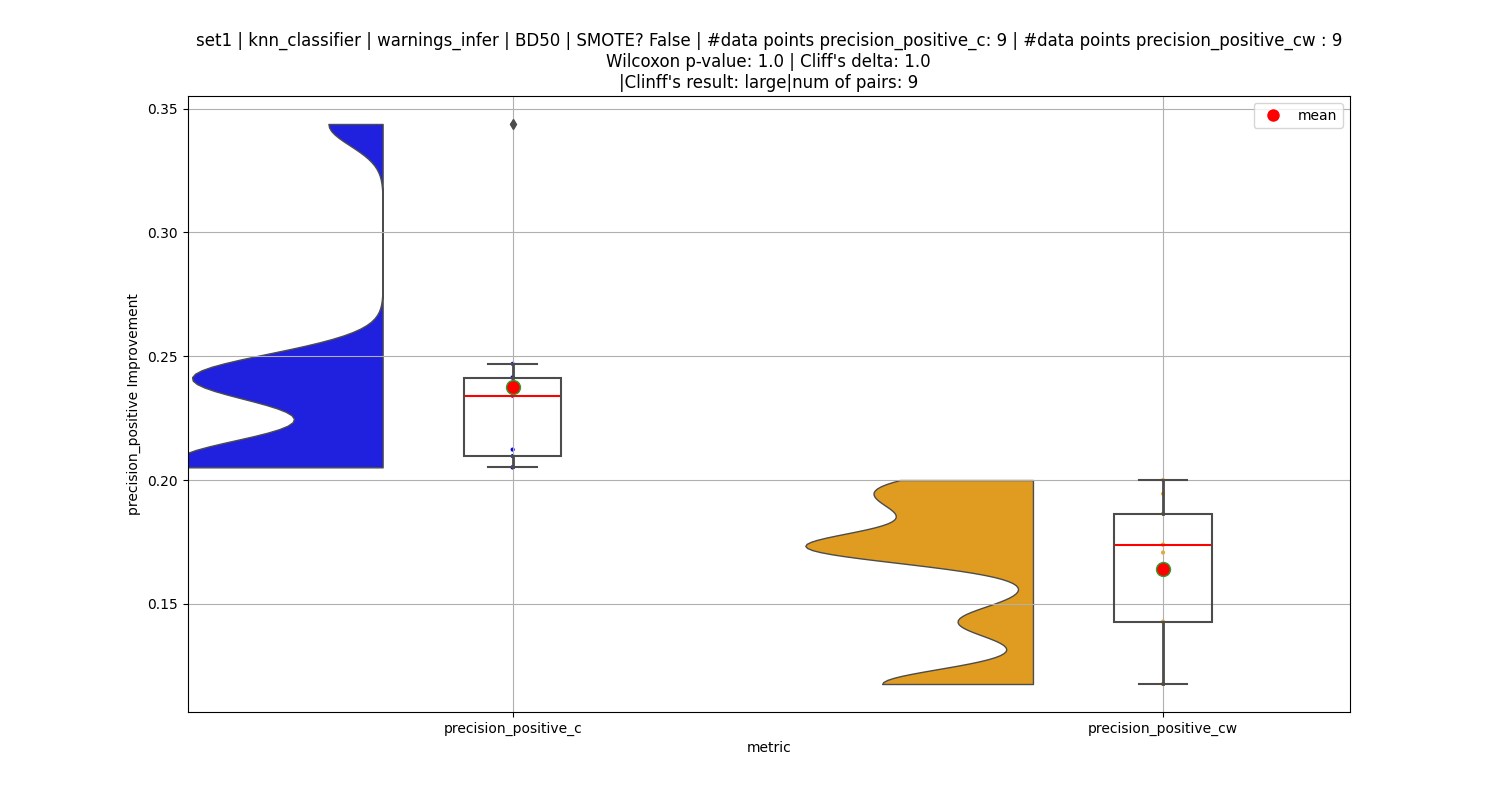 set1 | knn_classifier | warnings_infer | BD50 | SMOTE? False | #data points precision_positive_c: 9 | #data points precision_positive_cw : 9
Wilcoxon p-value: 1.0 | Cliff's delta: 1.0
|Clinff's result: large|num of pairs: 9
mean
0.35
0.30
0.25
0.20
0.15
precision_positive Improvement
precision_positive_c
precision_positive_cw
metric